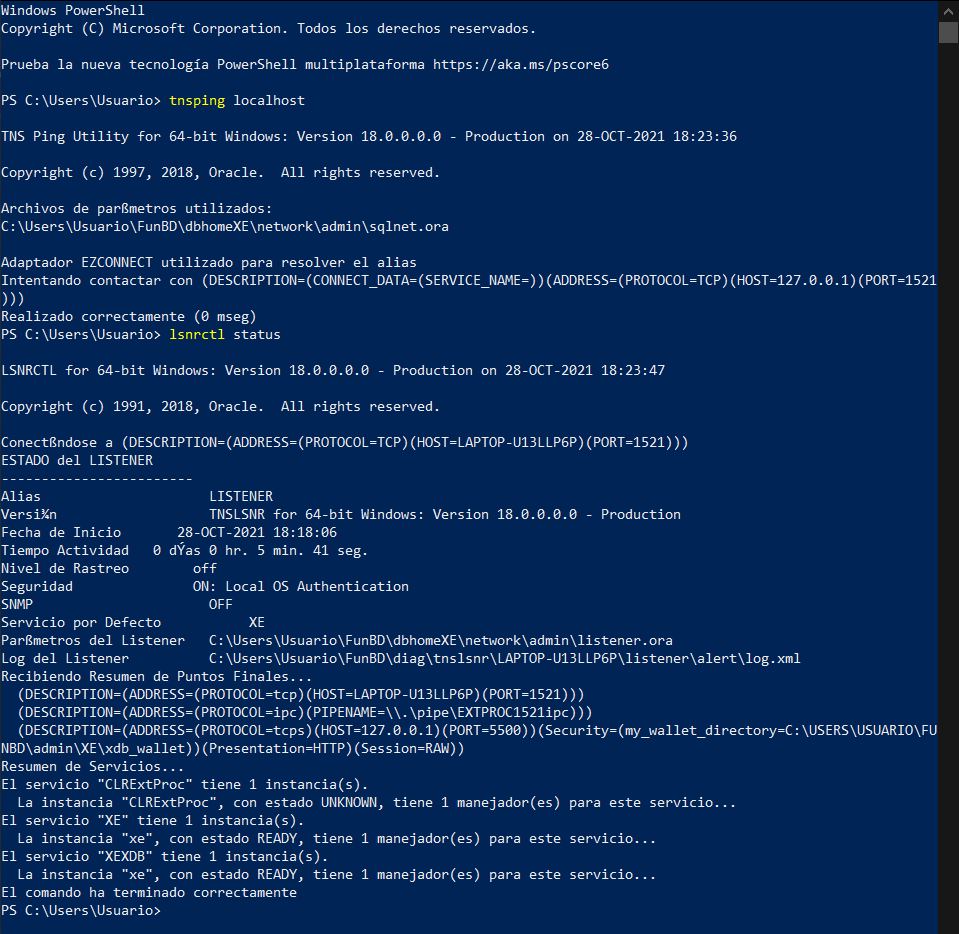 Windows PowerShell
Copyright (C) Microsoft Corporation. Todos los derechos reservados.
Prueba la nueva tecnología PowerShell multiplataforma https://aka.ms/pscore6
PS C:\Users\Usuario> tnsping localhost
TNS Ping Utility for 64-bit Windows: Version 18.0.0.0.0 - Production on 28-OCT-2021 18:23:36
Copyright (c) 1997, 2018, Oracle.  All rights reserved.
Archivos de parßmetros utilizados:
C:\Users\Usuario\FunBD\dbhomeXE\network\admin\sqlnet.ora
Adaptador EZCONNECT utilizado para resolver el alias
Intentando contactar con (DESCRIPTION=(CONNECT_DATA=(SERVICE_NAME=))(ADDRESS=(PROTOCOL=TCP)(HOST=127.0.0.1)(PORT=1521
)))
Realizado correctamente (0 mseg)
PS C:\Users\Usuario> lsnrctl status
LSNRCTL for 64-bit Windows: Version 18.0.0.0.0 - Production on 28-OCT-2021 18:23:47
Copyright (c) 1991, 2018, Oracle.  All rights reserved.
Conectßndose a (DESCRIPTION=(ADDRESS=(PROTOCOL=TCP)(HOST=LAPTOP-U13LLP6P)(PORT=1521)))
ESTADO del LISTENER
------------------------
Alias                     LISTENER
Versi¾n                   TNSLSNR for 64-bit Windows: Version 18.0.0.0.0 - Production
Fecha de Inicio       28-OCT-2021 18:18:06
Tiempo Actividad   0 dÝas 0 hr. 5 min. 41 seg.
Nivel de Rastreo        off
Seguridad               ON: Local OS Authentication
SNMP                      OFF
Servicio por Defecto           XE
Parßmetros del Listener   C:\Users\Usuario\FunBD\dbhomeXE\network\admin\listener.ora
Log del Listener          C:\Users\Usuario\FunBD\diag\tnslsnr\LAPTOP-U13LLP6P\listener\alert\log.xml
Recibiendo Resumen de Puntos Finales...
  (DESCRIPTION=(ADDRESS=(PROTOCOL=tcp)(HOST=LAPTOP-U13LLP6P)(PORT=1521)))
  (DESCRIPTION=(ADDRESS=(PROTOCOL=ipc)(PIPENAME=\\.\pipe\EXTPROC1521ipc)))
  (DESCRIPTION=(ADDRESS=(PROTOCOL=tcps)(HOST=127.0.0.1)(PORT=5500))(Security=(my_wallet_directory=C:\USERS\USUARIO\FU
NBD\admin\XE\xdb_wallet))(Presentation=HTTP)(Session=RAW))
Resumen de Servicios...
El servicio "CLRExtProc" tiene 1 instancia(s).
  La instancia "CLRExtProc", con estado UNKNOWN, tiene 1 manejador(es) para este servicio...
El servicio "XE" tiene 1 instancia(s).
  La instancia "xe", con estado READY, tiene 1 manejador(es) para este servicio...
El servicio "XEXDB" tiene 1 instancia(s).
  La instancia "xe", con estado READY, tiene 1 manejador(es) para este servicio...
El comando ha terminado correctamente
PS C:\Users\Usuario>